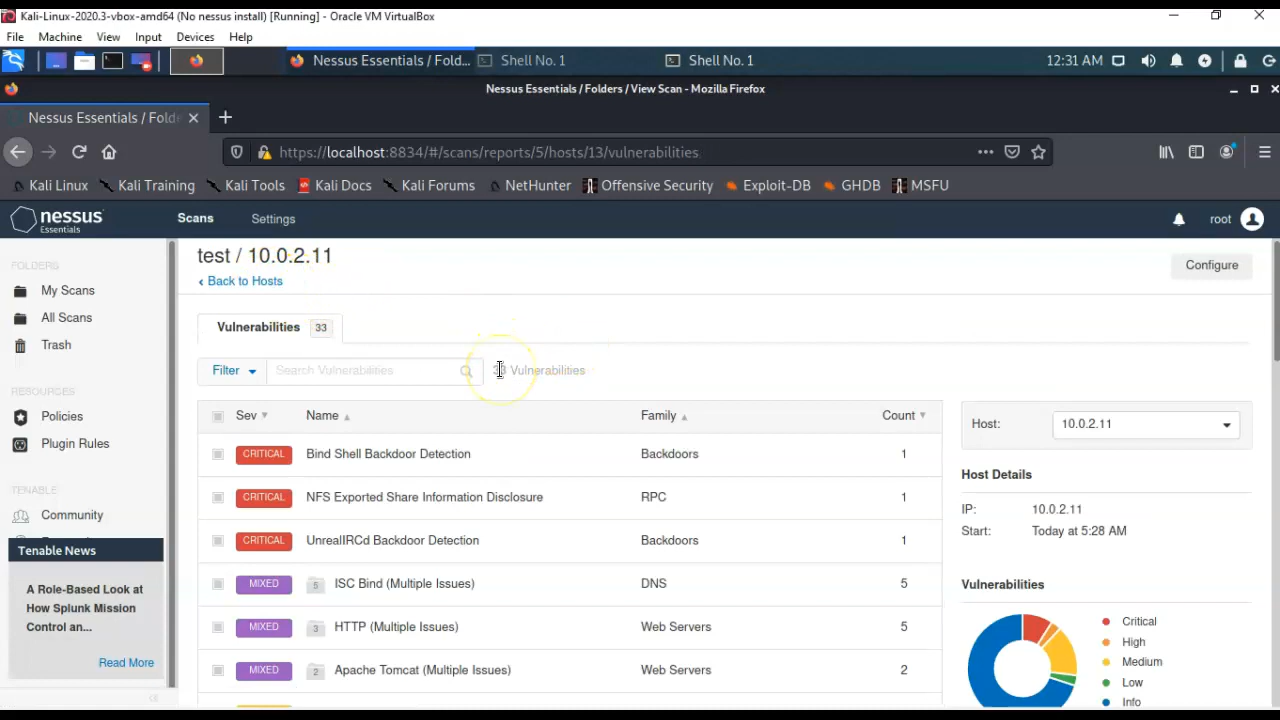 Kali-Linux-2020.3-vbox-amd64 (No nessus install) [Running] - Oracle VM VirtualBox
File Machine View Input Devices Help
Nessus Essentials / Fold... Shell No. 1 Shell No. 1 12:31 AM
Nessus Essentials / Folders / View Scan - Mozilla Firefox
Nessus Essentials / Folde
https://localhost:8834/#/scans/reports/5/hosts/13/vulnerabilities
Kali Linux Kali Training Kali Tools Kali Docs Kali Forums NetHunter Offensive Security Exploit-DB GHDB MSFU
nessus Essentials Scans Settings root
FOLDERS
My Scans
All Scans
Trash
RESOURCES
Policies
Plugin Rules
TENABLE
Community
Tenable News
A Role-Based Look at
How Splunk Mission
Control an...
Read More
test / 10.0.2.11
‹ Back to Hosts
Configure
Vulnerabilities 33
Filter Search Vulnerabilities 33 Vulnerabilities
Sev Name Family Count
CRITICAL Bind Shell Backdoor Detection Backdoors 1
CRITICAL NFS Exported Share Information Disclosure RPC 1
CRITICAL UnrealIRCd Backdoor Detection Backdoors 1
MIXED 5 ISC Bind (Multiple Issues) DNS 5
MIXED 3 HTTP (Multiple Issues) Web Servers 5
MIXED 2 Apache Tomcat (Multiple Issues) Web Servers 2
Host: 10.0.2.11
Host Details
IP: 10.0.2.11
Start: Today at 5:28 AM
Vulnerabilities
Critical
High
Medium
Low
Info